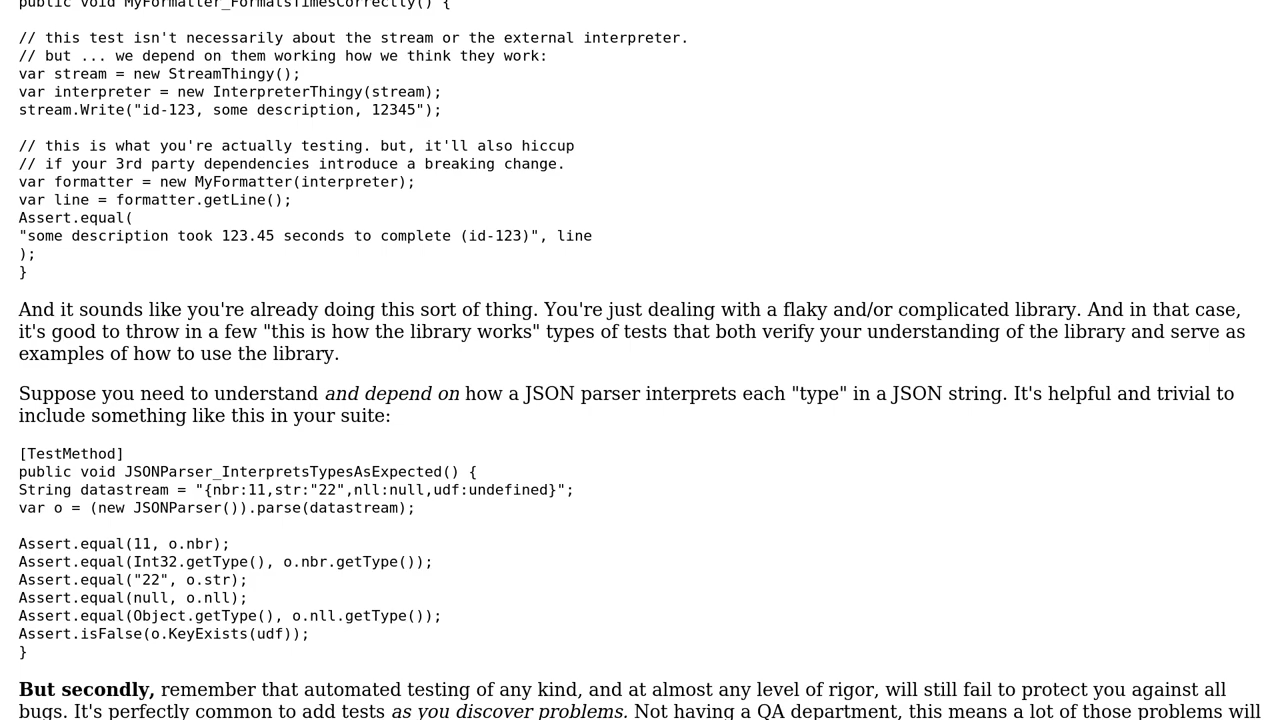 public void MyFormatter_FormatsTimesCorrectly() {
// this test isn't necessarily about the stream or the external interpreter.
// but ... we depend on them working how we think they work:
var stream = new StreamThingy();
var interpreter = new InterpreterThingy(stream);
stream.Write("id-123, some description, 12345");
// this is what you're actually testing. but, it'll also hiccup
// if your 3rd party dependencies introduce a breaking change.
var formatter = new MyFormatter(interpreter);
var line = formatter.getLine();
Assert.equal(
"some description took 123.45 seconds to complete (id-123)", line
);
}
And it sounds like you're already doing this sort of thing. You're just dealing with a flaky and/or complicated library. And in that case,
it's good to throw in a few "this is how the library works" types of tests that both verify your understanding of the library and serve as
examples of how to use the library.
Suppose you need to understand and depend on how a JSON parser interprets each "type" in a JSON string. It's helpful and trivial to
include something like this in your suite:
[TestMethod]
public void JSONParser_InterpretsTypesAsExpected() {
String datastream = "{nbr:11,str:"22",nll:null,udf:undefined}";
var o = (new JSONParser()).parse(datastream);
Assert.equal(11, o.nbr);
Assert.equal(Int32.getType(), o.nbr.getType());
Assert.equal("22", o.str);
Assert.equal(null, o.nll);
Assert.equal(Object.getType(), o.nll.getType());
Assert.isFalse(o.KeyExists(udf));
}
But secondly, remember that automated testing of any kind, and at almost any level of rigor, will still fail to protect you against all
bugs. It's perfectly common to add tests as you discover problems. Not having a QA department, this means a lot of those problems will